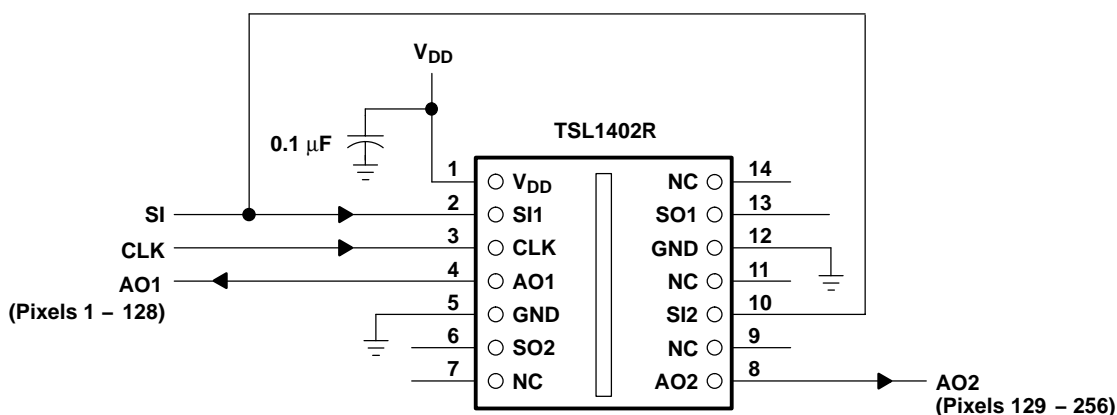 V_DD
TSL1402R
0.1 μF
1 V_DD NC 14
SI 2 SI1 SO1 13
CLK 3 CLK GND 12
AO1 4 AO1 NC 11
(Pixels 1 – 128)
5 GND SI2 10
6 SO2 NC 9
7 NC AO2 8
AO2
(Pixels 129 – 256)